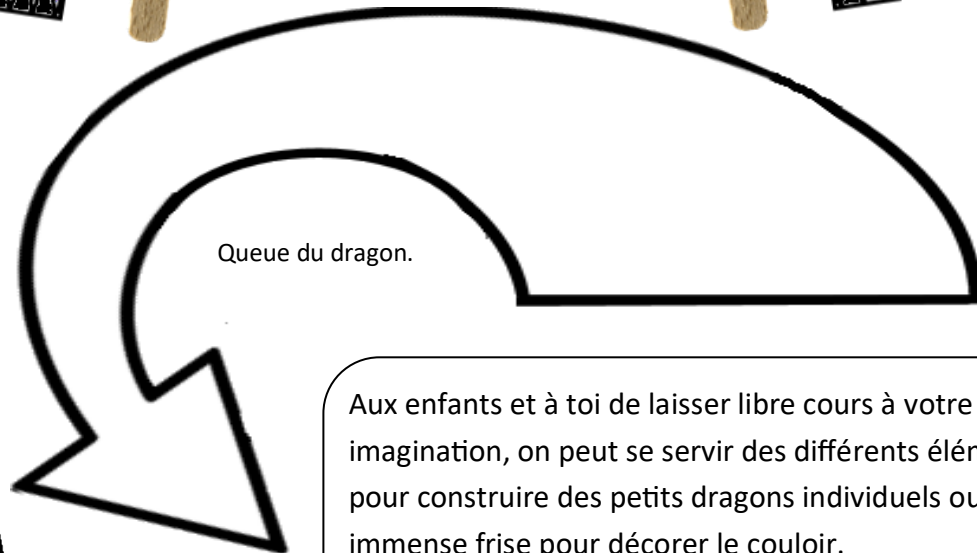 Queue du dragon.
Aux enfants et à toi de laisser libre cours à votre
imagination, on peut se servir des différents
pour construire des petits dragons individuels ou
immense frise pour décorer le couloir.